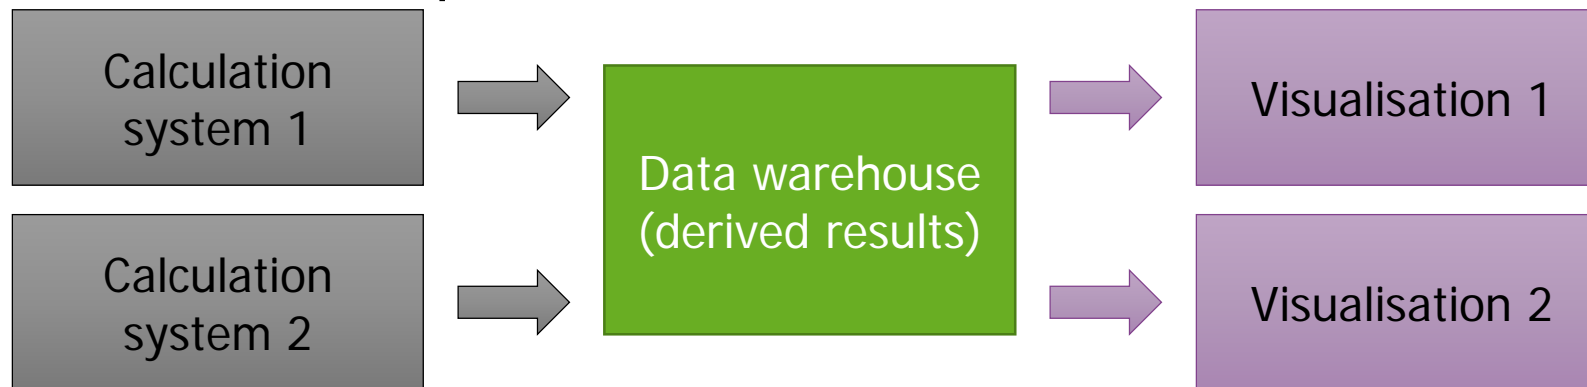 Calculation
system 1
Data warehouse
(derived results)
Visualisation 1
Calculation
system 2
Visualisation 2